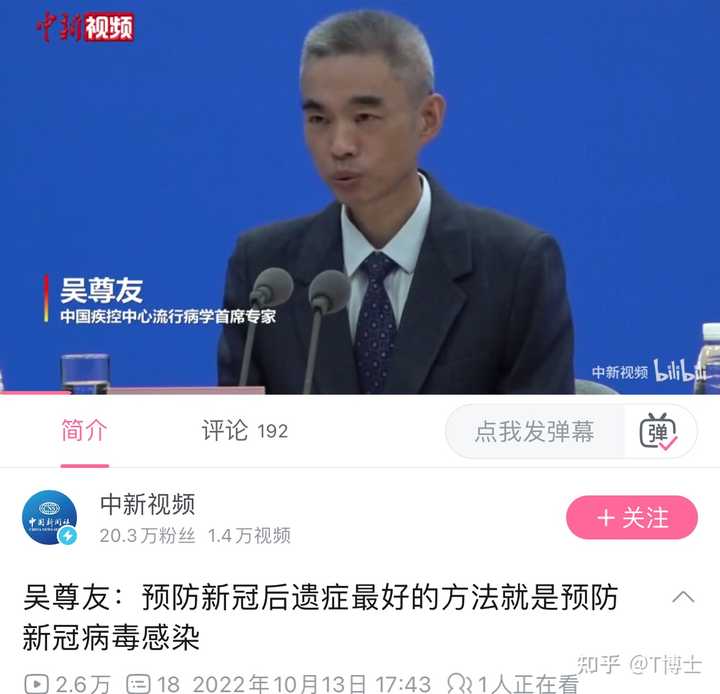 中新视频
吴尊友
中国疾控中心流行病学首席专家
中新视频 bilibili
简介 评论 192 点我发弹幕 弹
中新视频
20.3万粉丝 1.4万视频
+ 关注
吴尊友：预防新冠后遗症最好的方法就是预防
新冠病毒感染
2.6万 18 2022年10月13日 17:43 1人正在看
知乎 @T博士